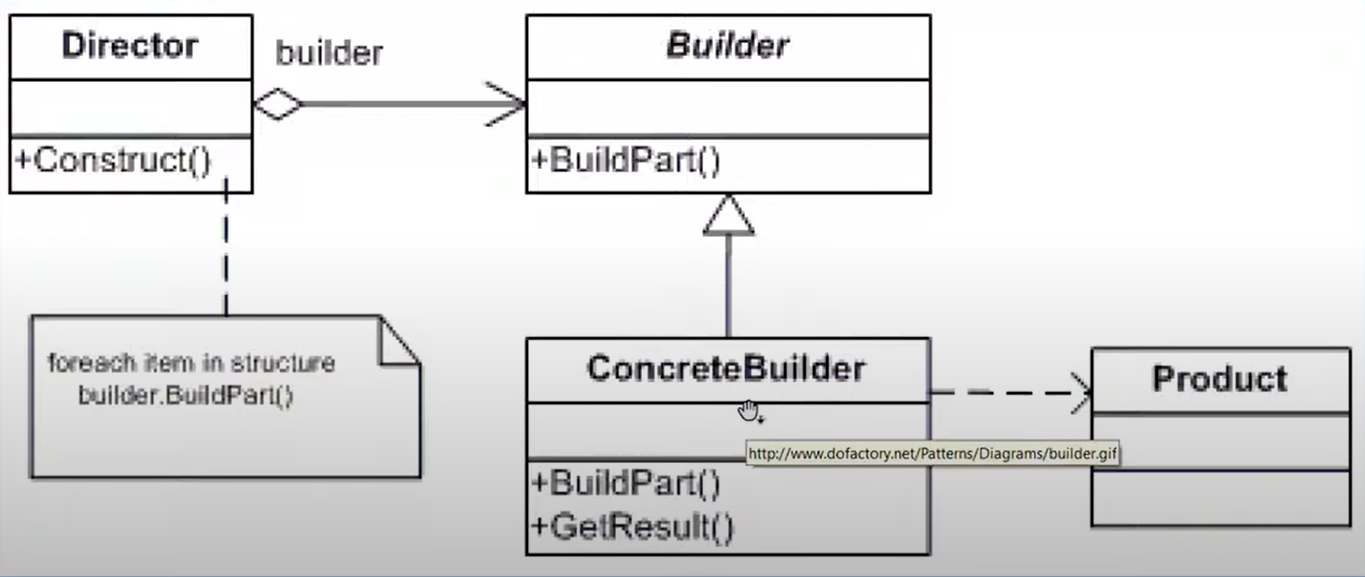 Director
builder
Builder
+Construct()
+BuildPart()
foreach item in structure
builder.BuildPart()
ConcreteBuilder
Product
http://www.dofactory.net/Patterns/Diagrams/builder.gif
+BuildPart()
+GetResult()